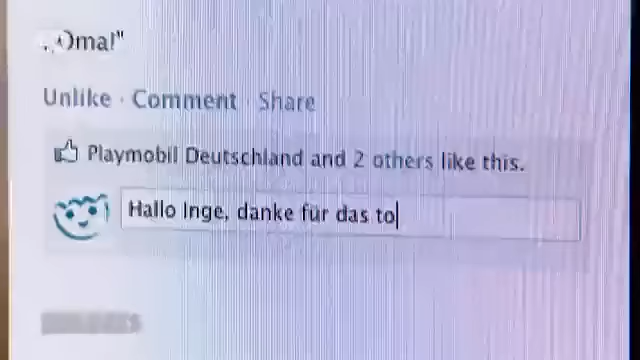 Oma!"
Unlike · Comment · Share
Playmobil Deutschland and 2 others like this.
Hallo Inge, danke für das to